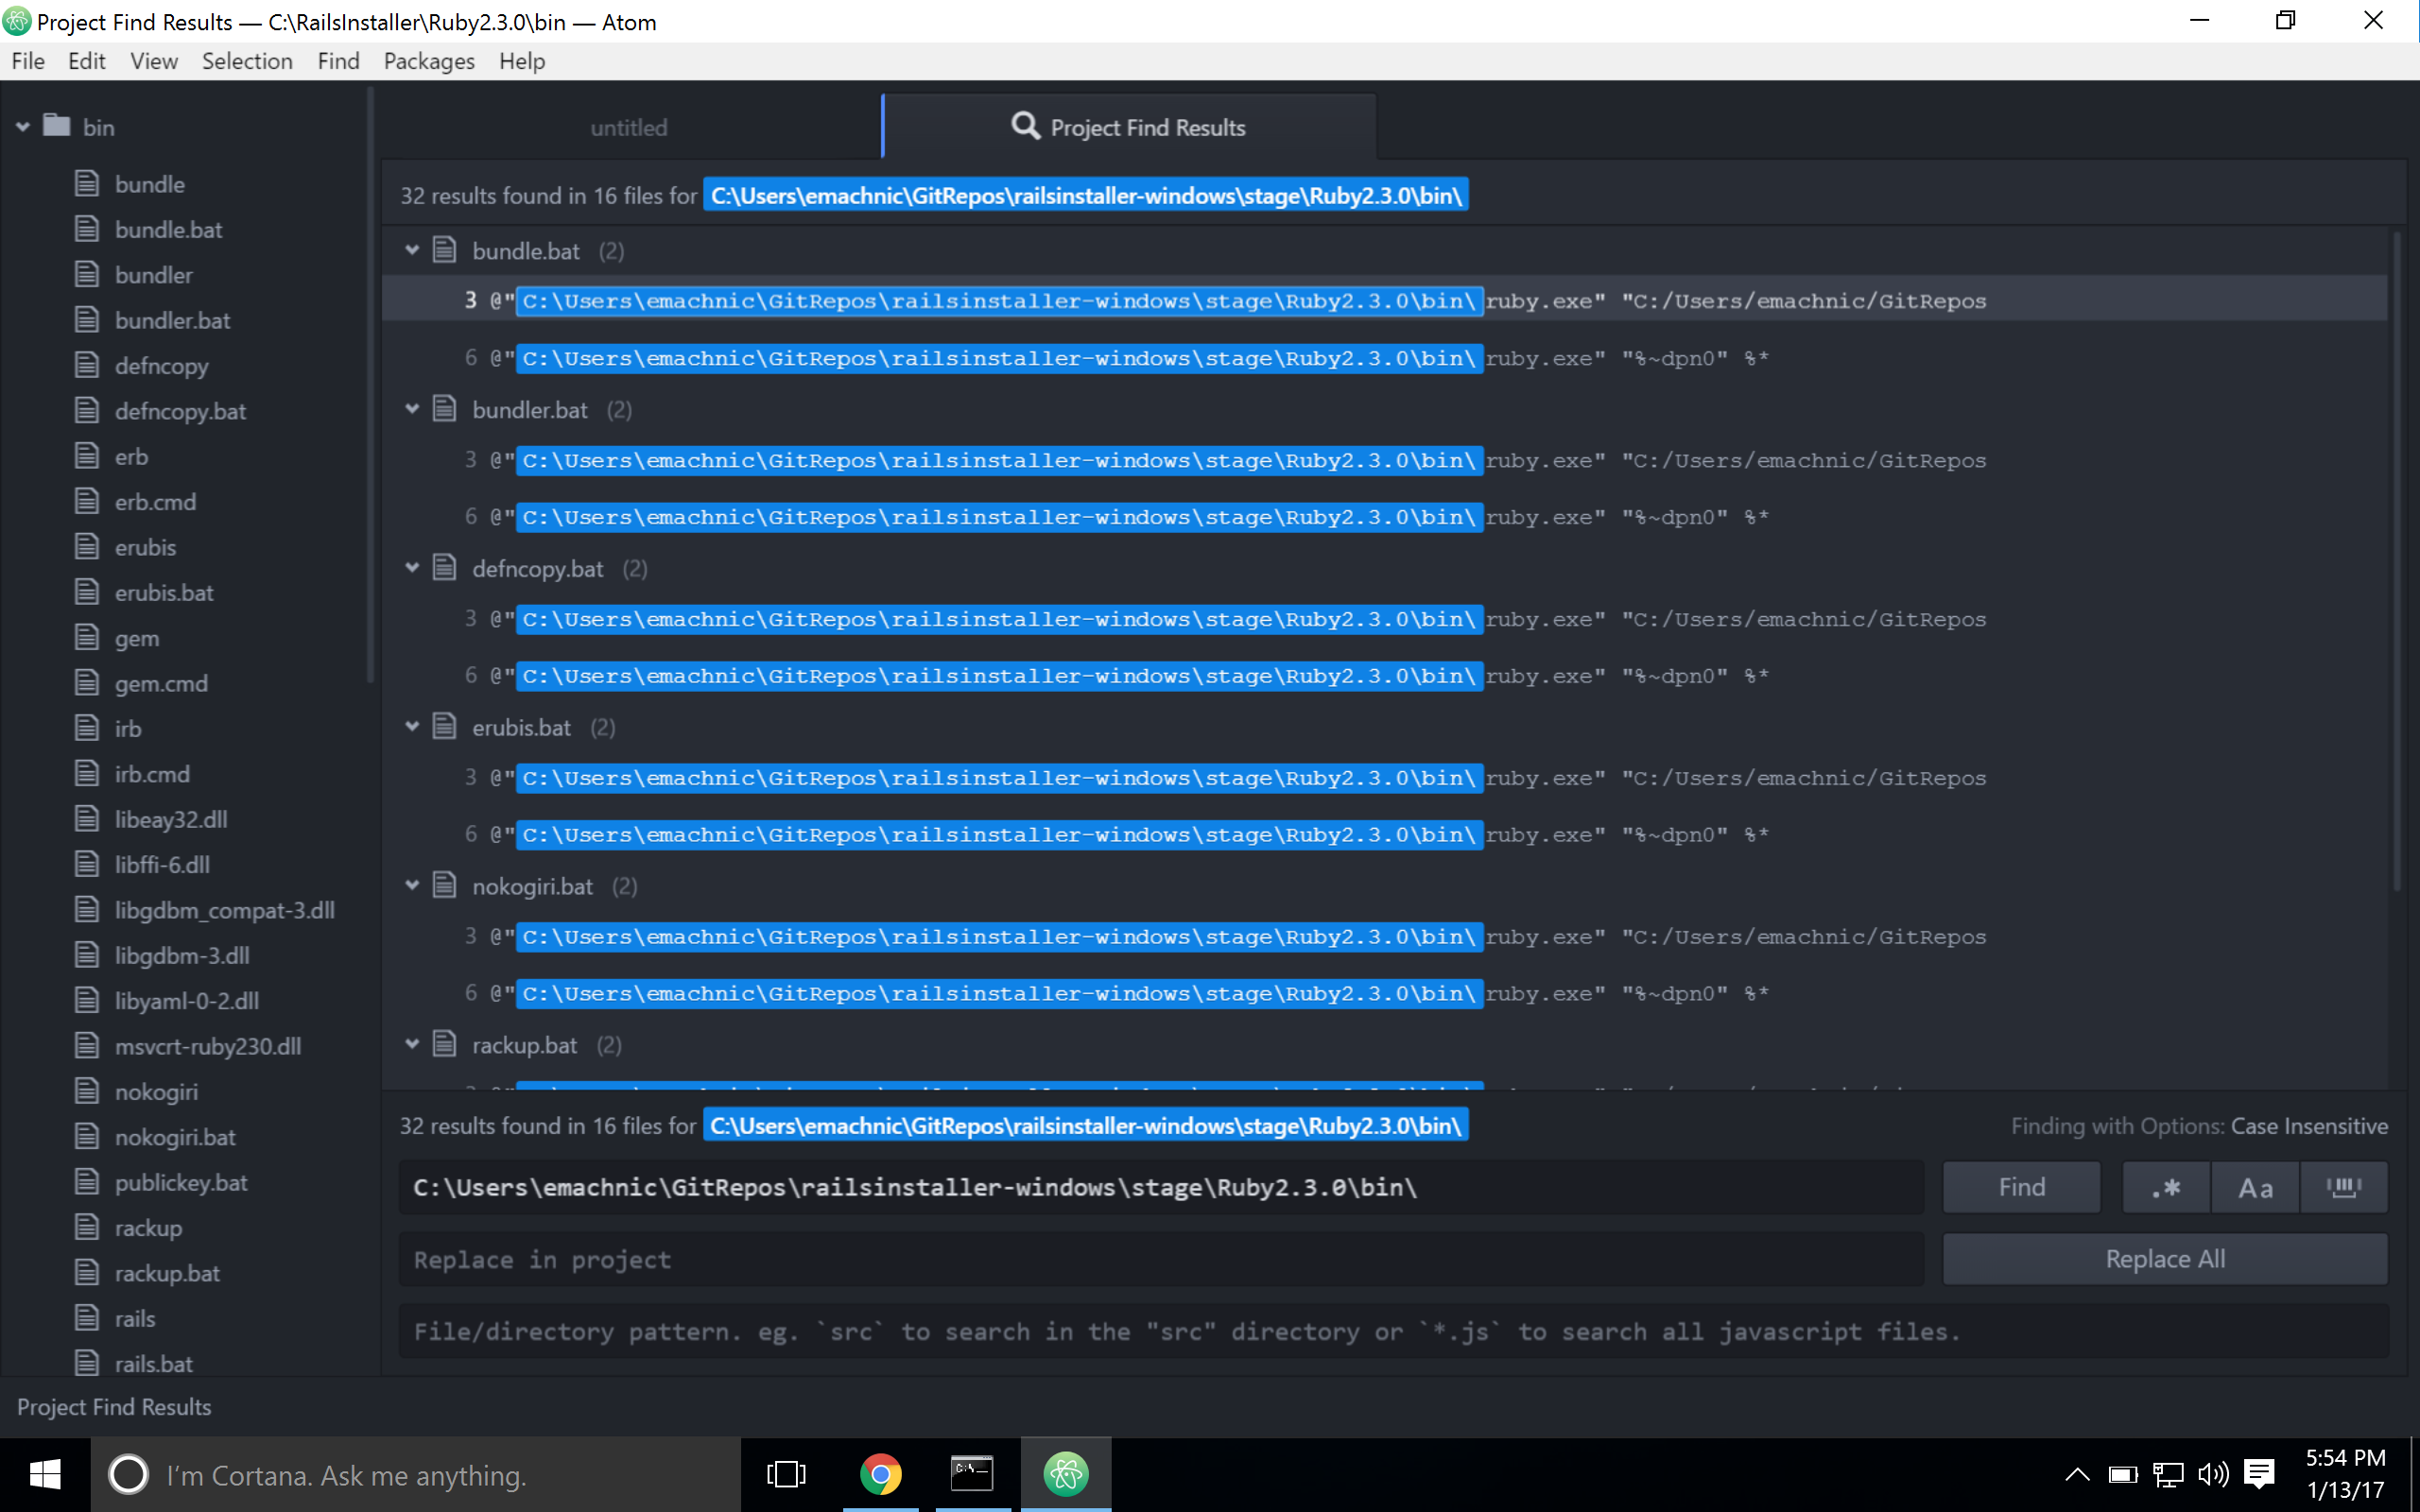 Project Find Results — C:\RailsInstaller\Ruby2.3.0\bin — Atom
File Edit View Selection Find Packages Help
bin
bundle
bundle.bat
bundler
bundler.bat
defncopy
defncopy.bat
erb
erb.cmd
erubis
erubis.bat
gem
gem.cmd
irb
irb.cmd
libeay32.dll
libffi-6.dll
libgdbm_compat-3.dll
libgdbm-3.dll
libyaml-0-2.dll
msvcrt-ruby230.dll
nokogiri
nokogiri.bat
publickey.bat
rackup
rackup.bat
rails
rails.bat
untitled
Project Find Results
32 results found in 16 files for C:\Users\emachnic\GitRepos\railsinstaller-windows\stage\Ruby2.3.0\bin\
bundle.bat (2)
3 @"C:\Users\emachnic\GitRepos\railsinstaller-windows\stage\Ruby2.3.0\bin\ruby.exe" "C:/Users/emachnic/GitRepos
6 @"C:\Users\emachnic\GitRepos\railsinstaller-windows\stage\Ruby2.3.0\bin\ruby.exe" "%~dpn0" %*
bundler.bat (2)
3 @"C:\Users\emachnic\GitRepos\railsinstaller-windows\stage\Ruby2.3.0\bin\ruby.exe" "C:/Users/emachnic/GitRepos
6 @"C:\Users\emachnic\GitRepos\railsinstaller-windows\stage\Ruby2.3.0\bin\ruby.exe" "%~dpn0" %*
defncopy.bat (2)
3 @"C:\Users\emachnic\GitRepos\railsinstaller-windows\stage\Ruby2.3.0\bin\ruby.exe" "C:/Users/emachnic/GitRepos
6 @"C:\Users\emachnic\GitRepos\railsinstaller-windows\stage\Ruby2.3.0\bin\ruby.exe" "%~dpn0" %*
erubis.bat (2)
3 @"C:\Users\emachnic\GitRepos\railsinstaller-windows\stage\Ruby2.3.0\bin\ruby.exe" "C:/Users/emachnic/GitRepos
6 @"C:\Users\emachnic\GitRepos\railsinstaller-windows\stage\Ruby2.3.0\bin\ruby.exe" "%~dpn0" %*
nokogiri.bat (2)
3 @"C:\Users\emachnic\GitRepos\railsinstaller-windows\stage\Ruby2.3.0\bin\ruby.exe" "C:/Users/emachnic/GitRepos
6 @"C:\Users\emachnic\GitRepos\railsinstaller-windows\stage\Ruby2.3.0\bin\ruby.exe" "%~dpn0" %*
rackup.bat (2)
32 results found in 16 files for C:\Users\emachnic\GitRepos\railsinstaller-windows\stage\Ruby2.3.0\bin\
Finding with Options: Case Insensitive
C:\Users\emachnic\GitRepos\railsinstaller-windows\stage\Ruby2.3.0\bin\
Find .* Aa
Replace in project
Replace All
File/directory pattern. eg. `src` to search in the "src" directory or `*.js` to search all javascript files.
Project Find Results
I'm Cortana. Ask me anything.
5:54 PM
1/13/17